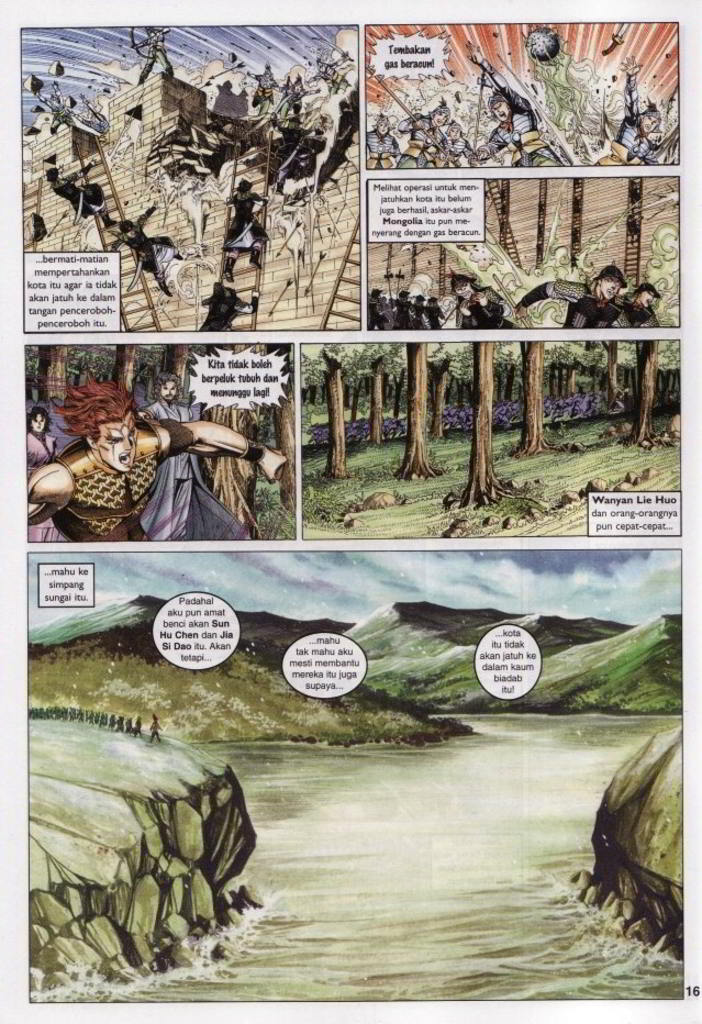 ...bermati-matian
mempertahankan
kota itu agar ia tidak
akan jatuh ke dalam
tangan penceroboh-
penceroboh itu.
Tembakan
gas beracun!
Melihat operasi untuk men-
jatuhkan kota itu belum
juga berhasil, askar-askar
Mongolia itu pun me-
nyerang dengan gas beracun.
Kita tidak boleh
berpeluk tubuh dan
menunggu lagi!
Wanyan Lie Huo
dan orang-orangnya
pun cepat-cepat...
...mahu ke
simpang
sungai itu.
Padahal
aku pun amat
benci akan Sun
Hu Chen dan Jia
Si Dao itu. Akan
tetapi...
...mahu
tak mahu aku
mesti membantu
mereka itu juga
supaya...
...kota
itu tidak
akan jatuh ke
dalam kaum
biadab
itu!
16